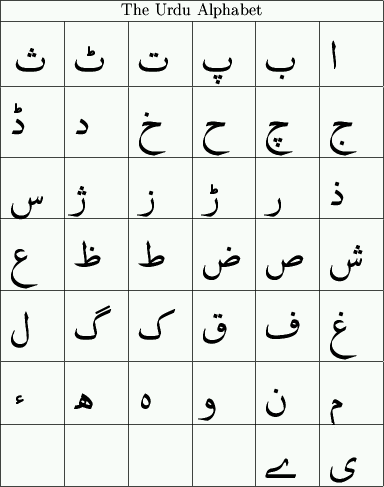 The Urdu Alphabet
ا ب پ ت ٹ ث
ج چ ح خ د ڈ
ذ ر ڑ ز ژ س
ش ص ض ط ظ ع
غ ف ق ک گ ل
م ن و ہ ھ ء
ی ے